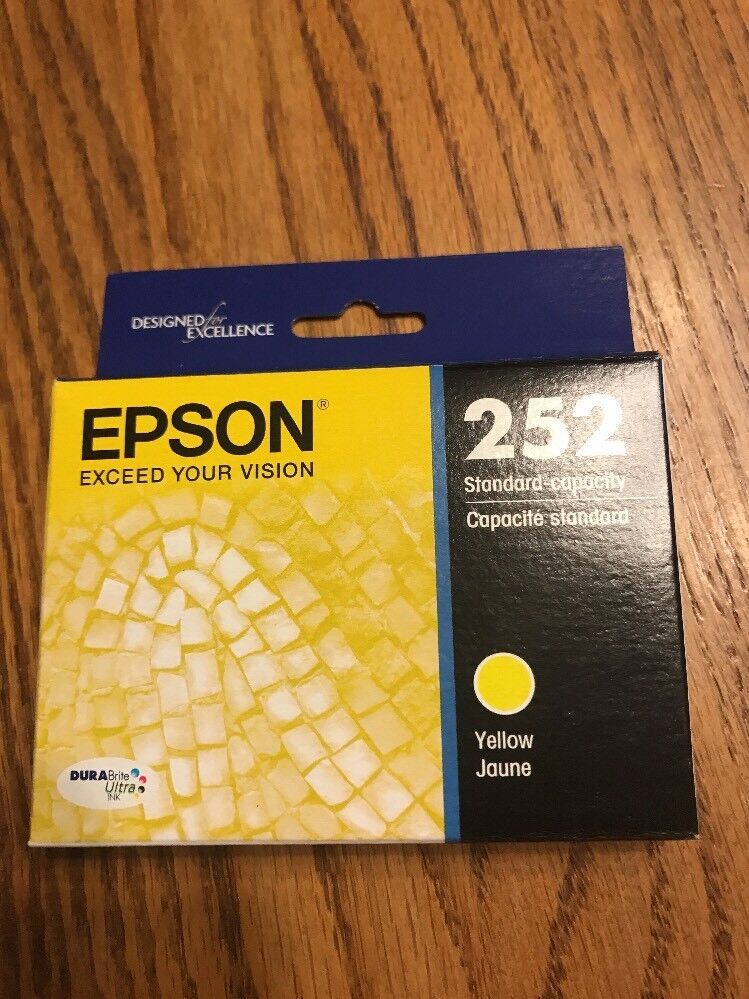 DESIGNED for
EXCELLENCE
EPSON®
EXCEED YOUR VISION
252
Standard-capacity
Capacité standard
Yellow
Jaune
DURABrite
Ultra
INK